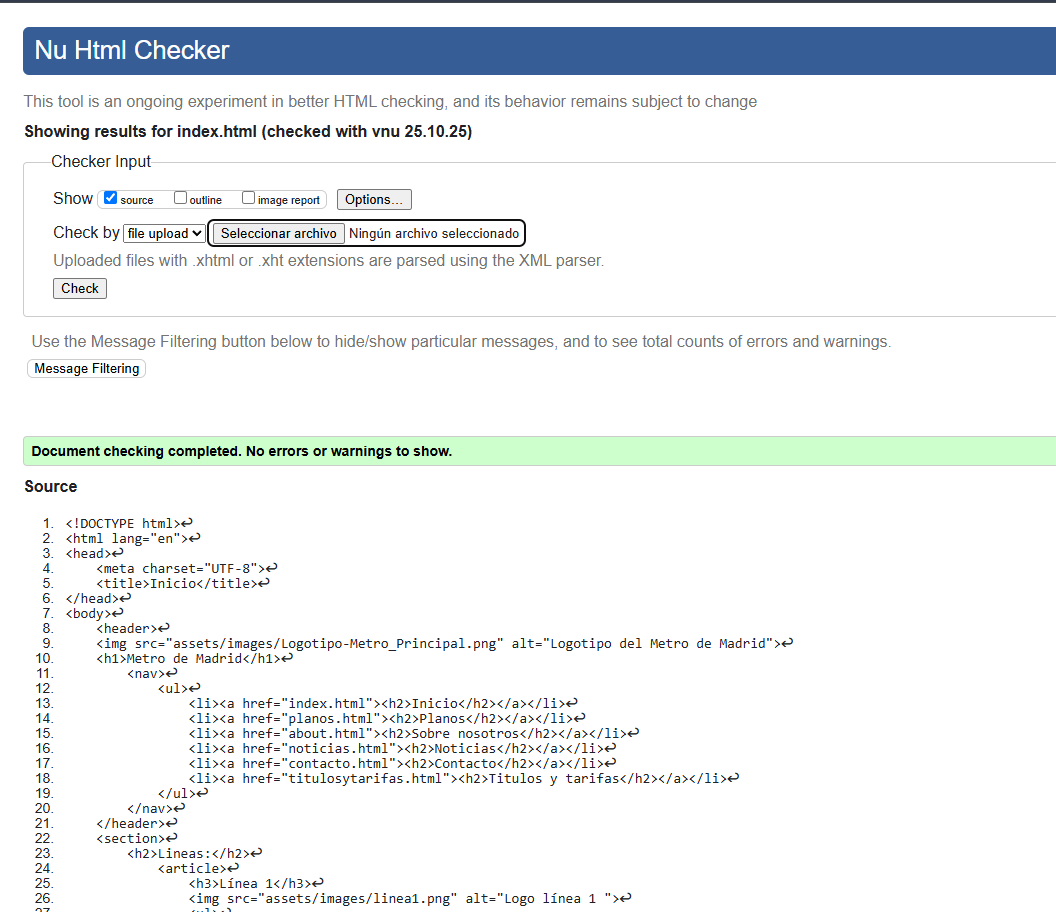 Nu Html Checker
This tool is an ongoing experiment in better HTML checking, and its behavior remains subject to change
Showing results for index.html (checked with vnu 25.10.25)
Checker Input
Show source outline image report Options...
Check by file upload Seleccionar archivo Ningún archivo seleccionado
Uploaded files with .xhtml or .xht extensions are parsed using the XML parser.
Check
Use the Message Filtering button below to hide/show particular messages, and to see total counts of errors and warnings.
Message Filtering
Document checking completed. No errors or warnings to show.
Source
1. <!DOCTYPE html>↩
2. <html lang="en">↩
3. <head>↩
4.     <meta charset="UTF-8">↩
5.     <title>Inicio</title>↩
6. </head>↩
7. <body>↩
8.     <header>↩
9.     <img src="assets/images/Logotipo-Metro_Principal.png" alt="Logotipo del Metro de Madrid">↩
10.     <h1>Metro de Madrid</h1>↩
11.         <nav>↩
12.             <ul>↩
13.                 <li><a href="index.html"><h2>Inicio</h2></a></li>↩
14.                 <li><a href="planos.html"><h2>Planos</h2></a></li>↩
15.                 <li><a href="about.html"><h2>Sobre nosotros</h2></a></li>↩
16.                 <li><a href="noticias.html"><h2>Noticias</h2></a></li>↩
17.                 <li><a href="contacto.html"><h2>Contacto</h2></a></li>↩
18.                 <li><a href="titulosytarifas.html"><h2>Titulos y tarifas</h2></a></li>↩
19.             </ul>↩
20.         </nav>↩
21.     </header>↩
22.     <section>↩
23.         <h2>Lineas:</h2>↩
24.             <article>↩
25.                 <h3>Línea 1</h3>↩
26.                 <img src="assets/images/linea1.png" alt="Logo línea 1 ">↩